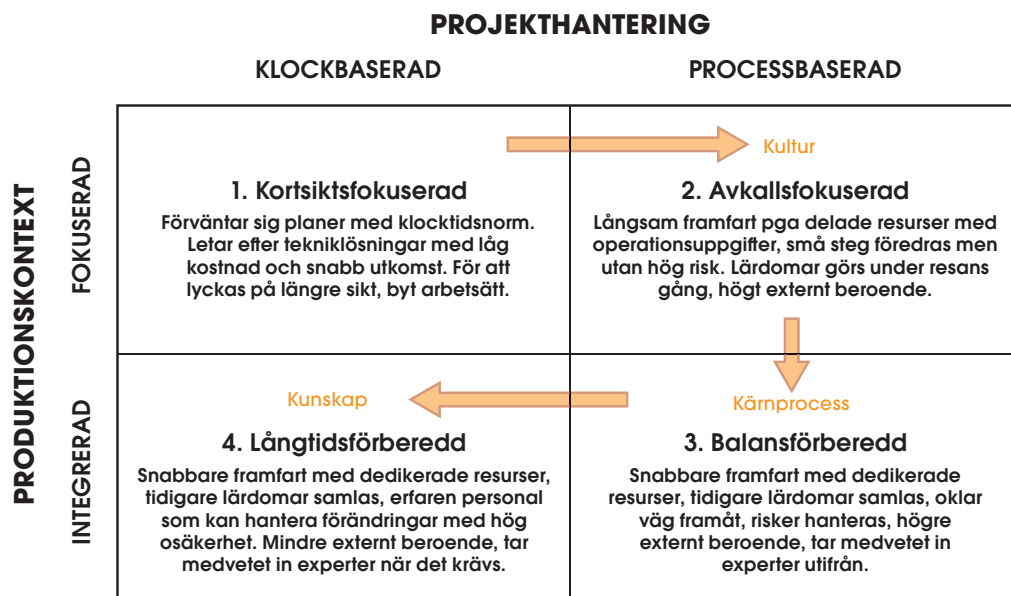 PROJEKTHANTERING
KLOCKBASERAD
PROCESSBASERAD
PRODUKTIONSKONTEXT
FOKUSERAD
INTEGRERAD
Kultur
1. Kortsiktsfokuserad
Förväntar sig planer med klocktidsnorm.
Letar efter tekniklösningar med låg
kostnad och snabb utkomst. För att
lyckas på längre sikt, byt arbetsätt.
2. Avkallsfokuserad
Långsam framfart pga delade resurser med
operationsuppgifter, små steg föredras men
utan hög risk. Lärdomar görs under resans
gång, högt externt beroende.
Kunskap
4. Långtidsförberedd
Snabbare framfart med dedikerade resurser,
tidigare lärdomar samlas, erfaren personal
som kan hantera förändringar med hög
osäkerhet. Mindre externt beroende, tar
medvetet in experter när det krävs.
Kärnprocess
3. Balansförberedd
Snabbare framfart med dedikerade
resurser, tidigare lärdomar samlas, oklar
väg framåt, risker hanteras, högre
externt beroende, tar medvetet in
experter utifrån.